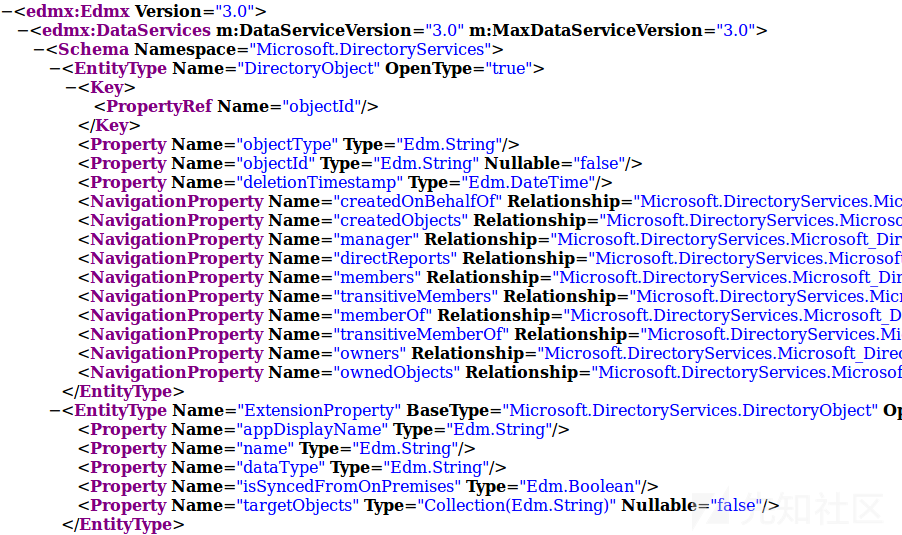 −<edmx:Edmx Version="3.0">
−<edmx:DataServices m:DataServiceVersion="3.0" m:MaxDataServiceVersion="3.0">
−<Schema Namespace="Microsoft.DirectoryServices">
−<EntityType Name="DirectoryObject" OpenType="true">
−<Key>
<PropertyRef Name="objectId"/>
</Key>
<Property Name="objectType" Type="Edm.String"/>
<Property Name="objectId" Type="Edm.String" Nullable="false"/>
<Property Name="deletionTimestamp" Type="Edm.DateTime"/>
<NavigationProperty Name="createdOnBehalfOf" Relationship="Microsoft.DirectoryServices.Mic
<NavigationProperty Name="createdObjects" Relationship="Microsoft.DirectoryServices.Microso
<NavigationProperty Name="manager" Relationship="Microsoft.DirectoryServices.Microsoft_Dir
<NavigationProperty Name="directReports" Relationship="Microsoft.DirectoryServices.Microsoft
<NavigationProperty Name="members" Relationship="Microsoft.DirectoryServices.Microsoft_Dir
<NavigationProperty Name="transitiveMembers" Relationship="Microsoft.DirectoryServices.Micr
<NavigationProperty Name="memberOf" Relationship="Microsoft.DirectoryServices.Microsoft_D
<NavigationProperty Name="transitiveMemberOf" Relationship="Microsoft.DirectoryServices.Mi
<NavigationProperty Name="owners" Relationship="Microsoft.DirectoryServices.Microsoft_Direc
<NavigationProperty Name="ownedObjects" Relationship="Microsoft.DirectoryServices.Microsoft
</EntityType>
−<EntityType Name="ExtensionProperty" BaseType="Microsoft.DirectoryServices.DirectoryObject" Op
<Property Name="appDisplayName" Type="Edm.String"/>
<Property Name="name" Type="Edm.String"/>
<Property Name="dataType" Type="Edm.String"/>
<Property Name="isSyncedFromOnPremises" Type="Edm.Boolean"/>
<Property Name="targetObjects" Type="Collection(Edm.String)" Nullable="false"/>
先知社区
</EntityType>